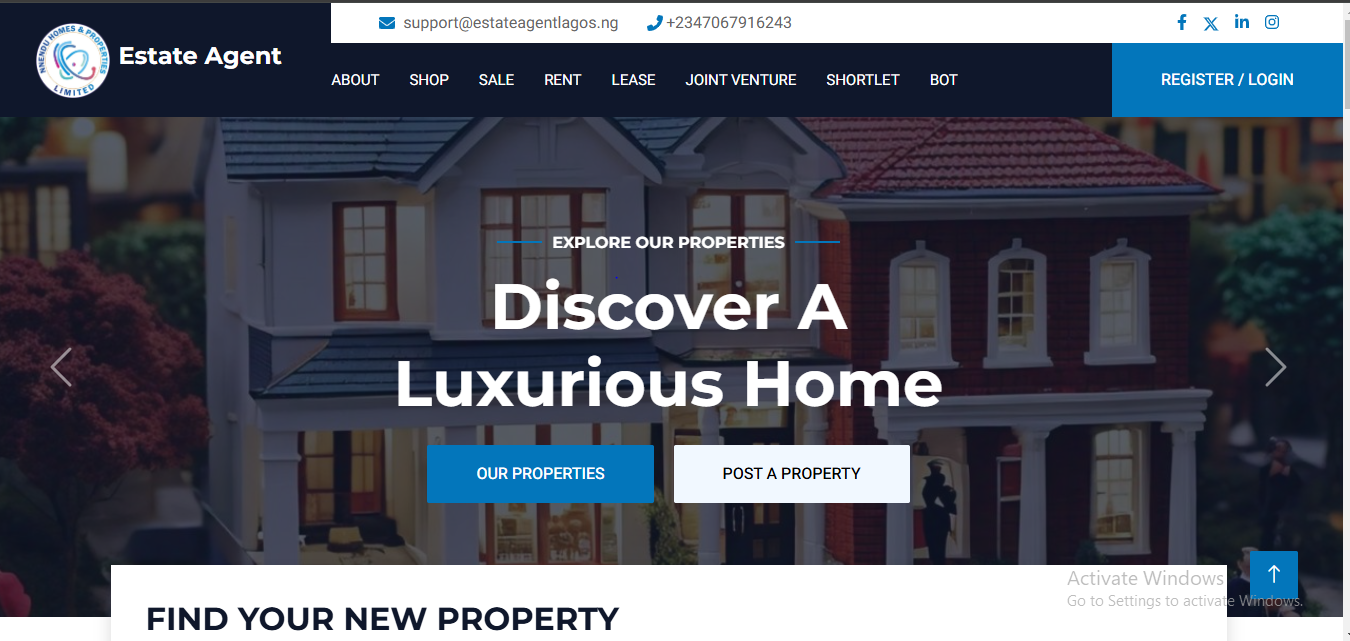 NNENDU HOMES & PROPERTIES
LIMITED
Estate Agent
support@estateagentlagos.ng +2347067916243
ABOUT SHOP SALE RENT LEASE JOINT VENTURE SHORTLET BOT
REGISTER / LOGIN
EXPLORE OUR PROPERTIES
Discover A
Luxurious Home
OUR PROPERTIES POST A PROPERTY
FIND YOUR NEW PROPERTY
Activate Windows
Go to Settings to activate Windows.